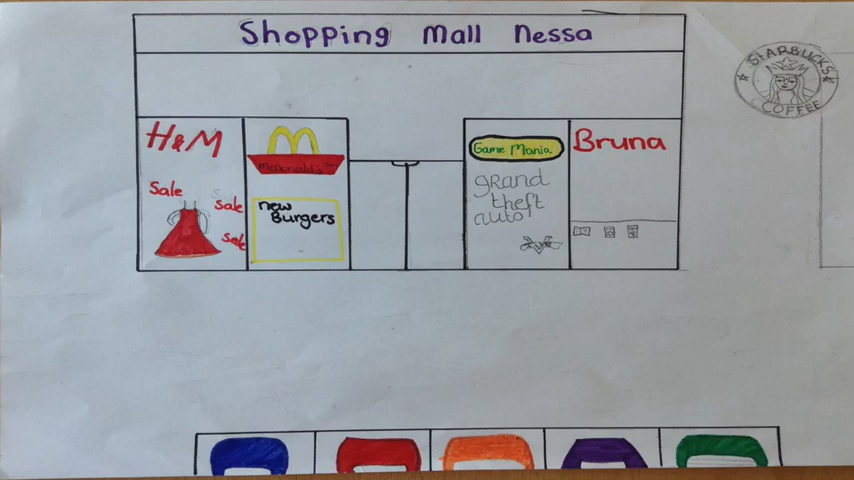 Shopping Mall Nessa
STARBUCKS
COFFEE
H&M
Sale
Sale
Sale
McDonald's
new
Burgers
Game Mania
grand
theft
auto
Bruna